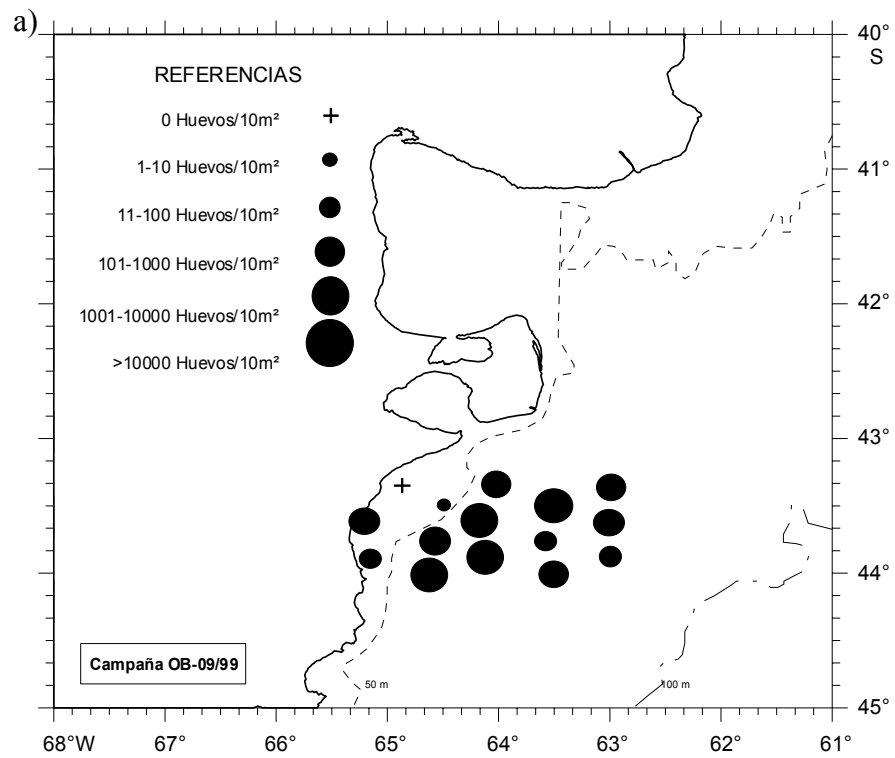 a)
40°
S
REFERENCIAS
0 Huevos/10m²
1-10 Huevos/10m²
41°
11-100 Huevos/10m²
101-1000 Huevos/10m²
42°
1001-10000 Huevos/10m²
>10000 Huevos/10m²
43°
44°
Campaña OB-09/99
50 m
100 m
45°
68°W 67° 66° 65° 64° 63° 62° 61°